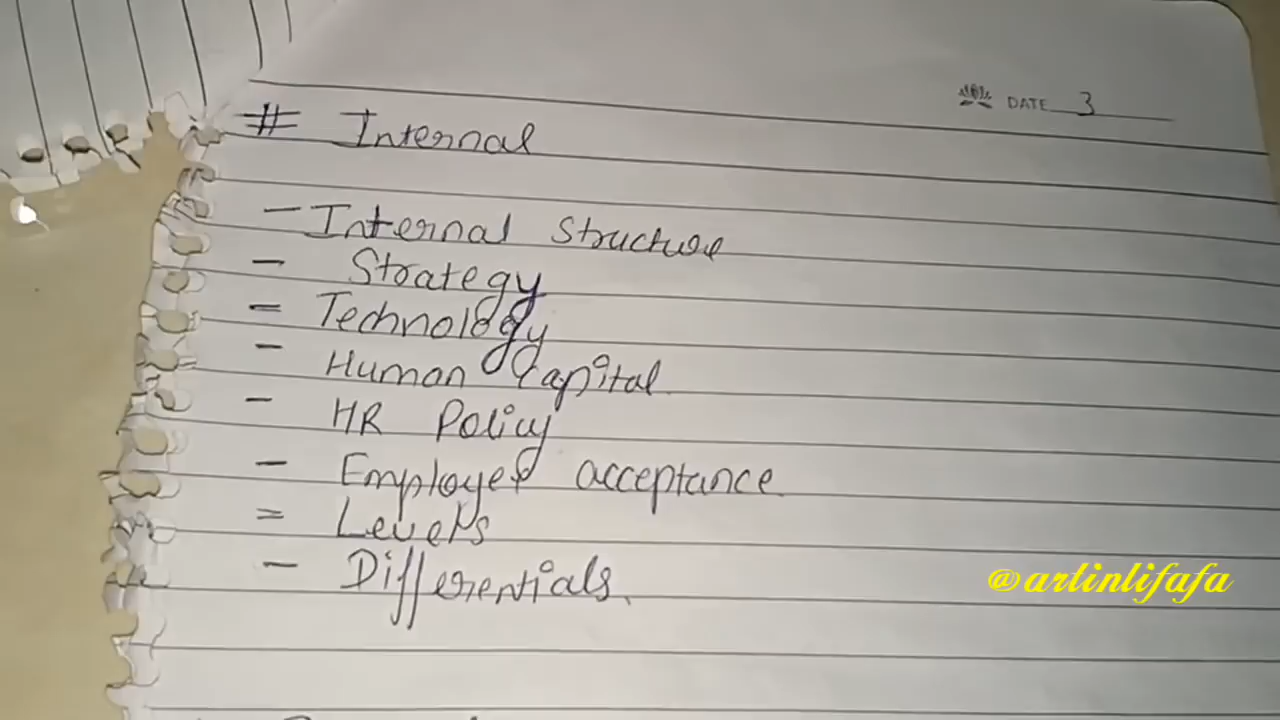 DATE 3
# Internal
- Internal Structure
- Strategy
= Technology
- Human Capital
- HR Policy
- Employee acceptance
= Levels
- Differentials.
@artinlifafa